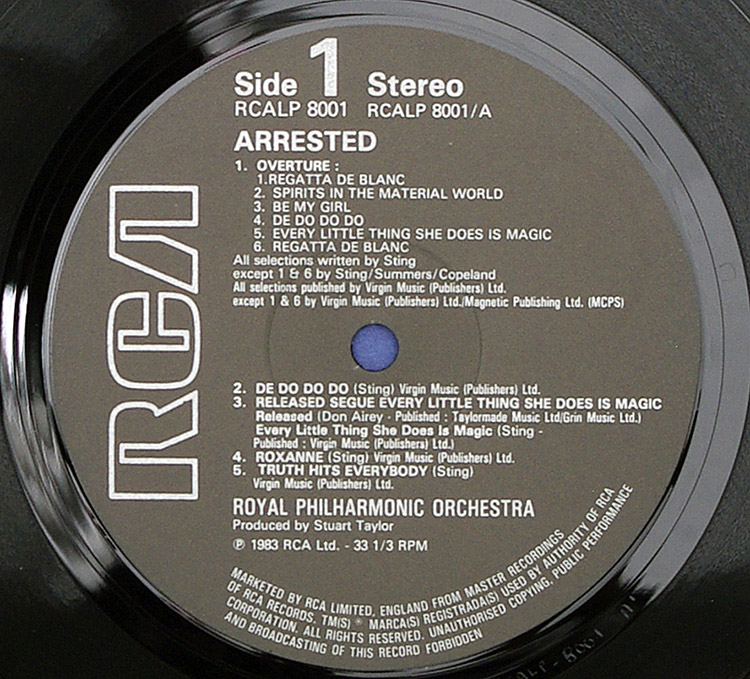 Side 1 Stereo
RCALP 8001 RCALP 8001/A
ARRESTED
1. OVERTURE :
1.REGATTA DE BLANC
2. SPIRITS IN THE MATERIAL WORLD
3. BE MY GIRL
4. DE DO DO DO
5. EVERY LITTLE THING SHE DOES IS MAGIC
6. REGATTA DE BLANC
All selections written by Sting
except 1 & 6 by Sting/Summers/Copeland
All selections published by Virgin Music (Publishers) Ltd.
except 1 & 6 by Virgin Music (Publishers) Ltd./Magnetic Publishing Ltd. (MCPS)
RCA
2. DE DO DO DO (Sting) Virgin Music (Publishers) Ltd.
3. RELEASED SEGUE EVERY LITTLE THING SHE DOES IS MAGIC
Released (Don Airey - Published : Taylormade Music Ltd/Grin Music Ltd.)
Every Little Thing She Does Is Magic (Sting -
Published : Virgin Music (Publishers) Ltd.)
4. ROXANNE (Sting) Virgin Music (Publishers) Ltd.
5. TRUTH HITS EVERYBODY (Sting)
Virgin Music (Publishers) Ltd.
ROYAL PHILHARMONIC ORCHESTRA
Produced by Stuart Taylor
℗ 1983 RCA Ltd. - 33 1/3 RPM
MARKETED BY RCA LIMITED, ENGLAND FROM MASTER RECORDINGS
OF RCA RECORDS. TM(S) ® MARCA(S) REGISTRADA(S) USED BY AUTHORITY OF RCA
CORPORATION. ALL RIGHTS RESERVED. UNAUTHORISED COPYING, PUBLIC PERFORMANCE
AND BROADCASTING OF THIS RECORD FORBIDDEN